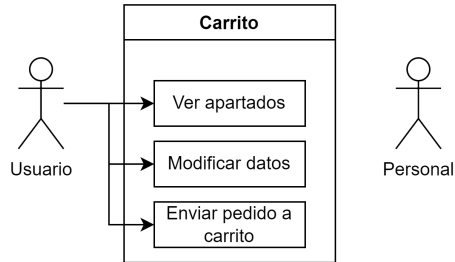 Carrito
Ver apartados
Usuario
Modificar datos
Personal
Enviar pedido a
carrito